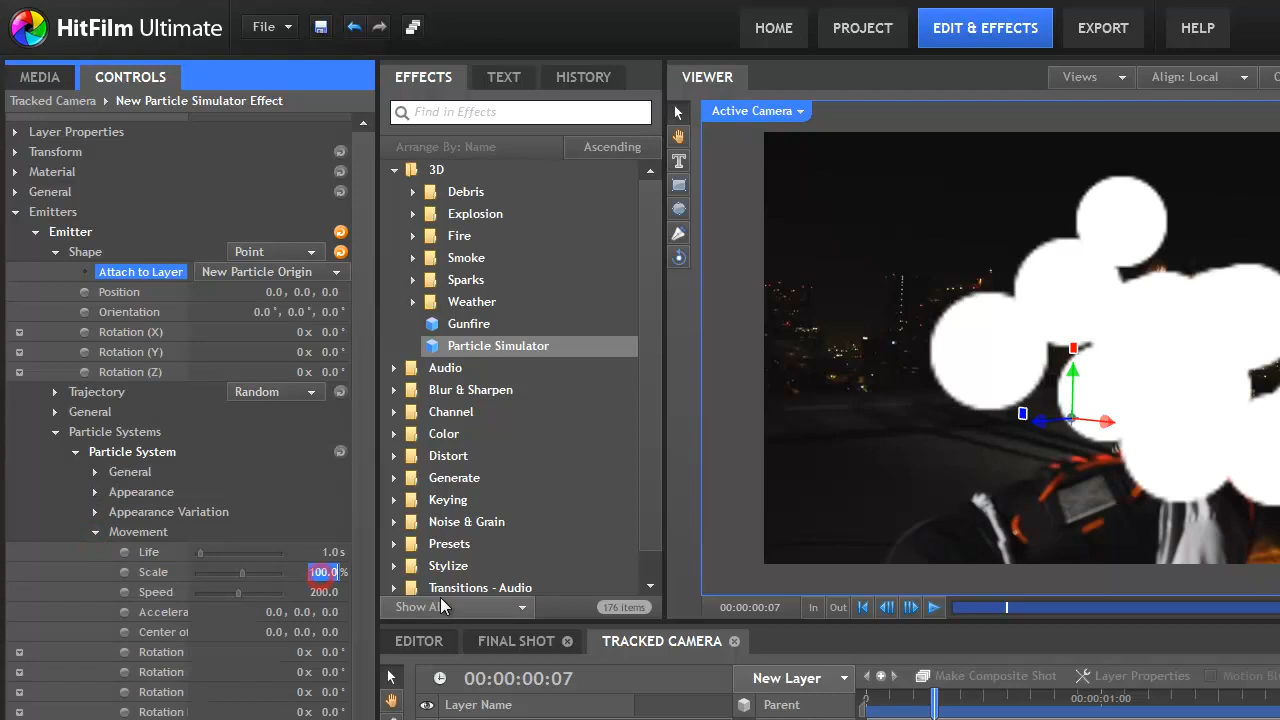 HitFilm Ultimate
File
HOME
PROJECT
EDIT & EFFECTS
EXPORT
HELP
MEDIA
CONTROLS
Tracked Camera ▸ New Particle Simulator Effect
Layer Properties
Transform
Material
General
Emitters
Emitter
Shape
Point
Attach to Layer
New Particle Origin
Position
0.0, 0.0, 0.0
Orientation
0.0°, 0.0°, 0.0°
Rotation (X)
0x 0.0°
Rotation (Y)
0x 0.0°
Rotation (Z)
0x 0.0°
Trajectory
Random
General
Particle Systems
Particle System
General
Appearance
Appearance Variation
Movement
Life
1.0s
Scale
100.0%
Speed
200.0
Accelera
0.0, 0.0, 0.0
Center of
0.0, 0.0, 0.0
Rotation
0x 0.0°
Rotation
0x 0.0°
Rotation
0x 0.0°
Rotation
0x 0.0°
EFFECTS
TEXT
HISTORY
Find in Effects
Arrange By: Name
Ascending
3D
Debris
Explosion
Fire
Smoke
Sparks
Weather
Gunfire
Particle Simulator
Audio
Blur & Sharpen
Channel
Color
Distort
Generate
Keying
Noise & Grain
Presets
Stylize
Transitions - Audio
Show
176 items
VIEWER
Views
Align: Local
Active Camera
00:00:00:07
In
Out
EDITOR
FINAL SHOT
TRACKED CAMERA
00:00:00:07
New Layer
Make Composite Shot
Layer Properties
Motion Blu
Layer Name
Parent
0
00:00:01:00